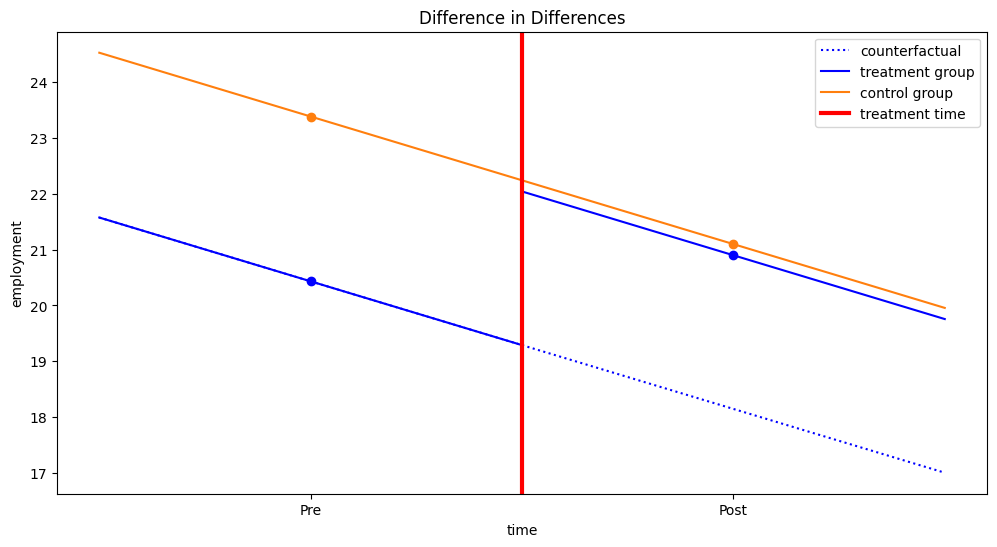 Difference in Differences
counterfactual
treatment group
control group
treatment time
employment
24
23
22
21
20
19
18
17
Pre
Post
time